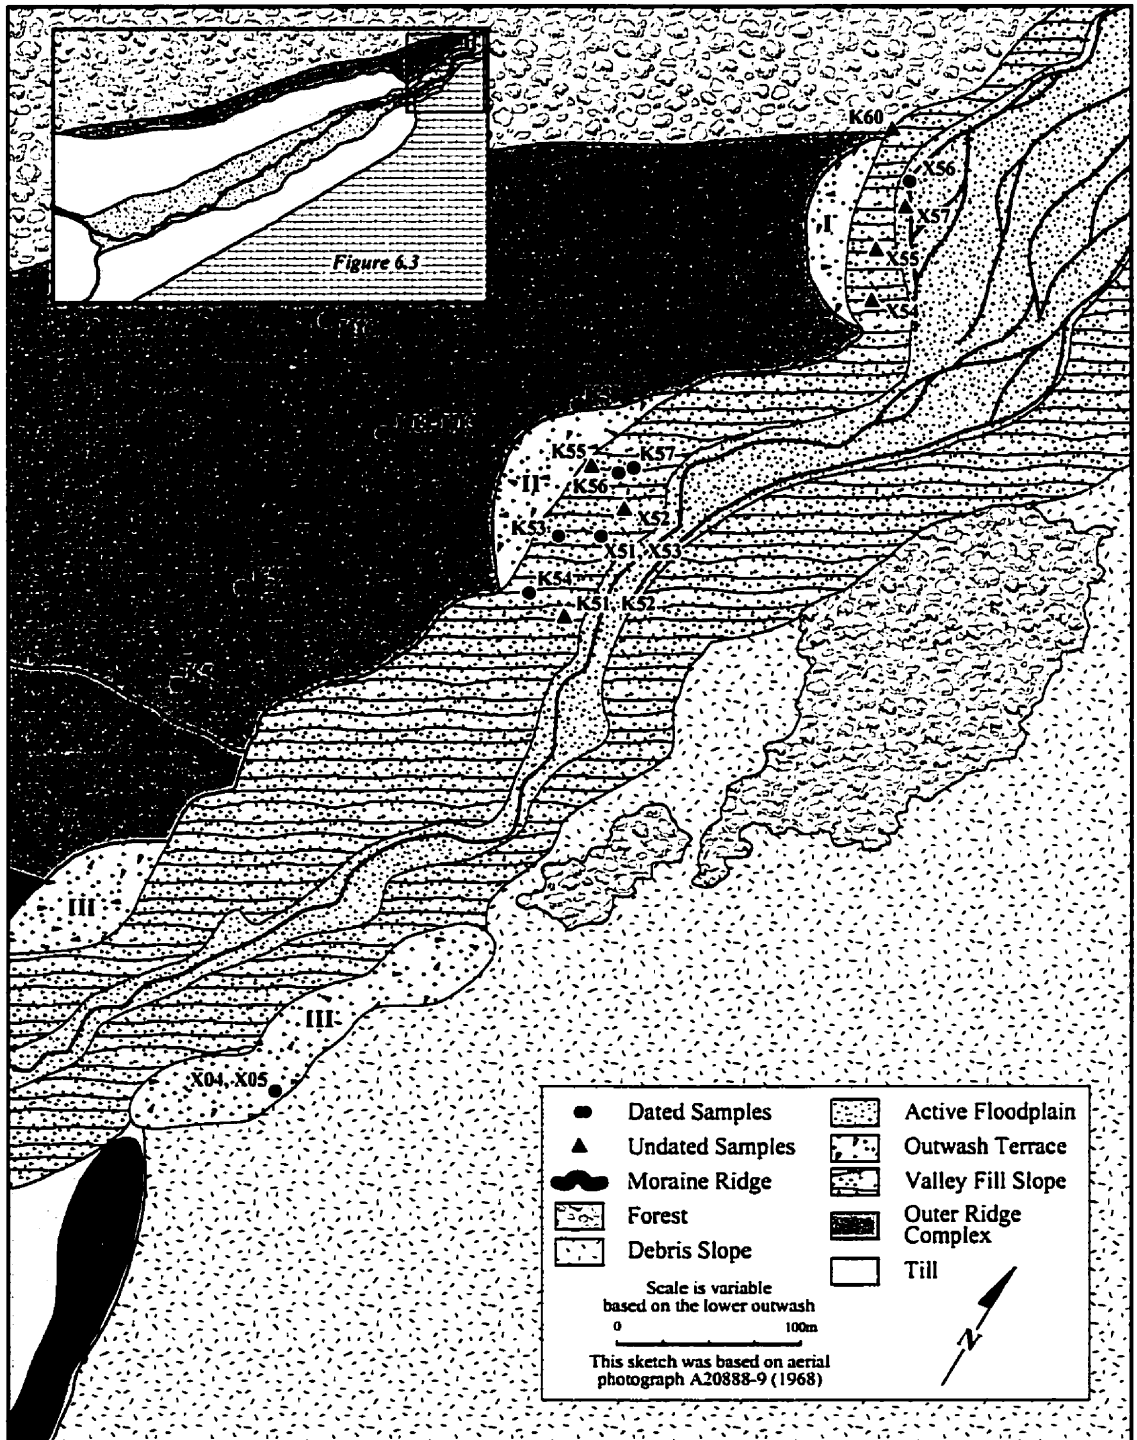 Figure 6.3
K60
X56
I
X57
X55
X54
K55
K57
II
K56
X52
K53
X51, X53
K54
K51, K52
III
III
X04, X05
Dated Samples
Undated Samples
Moraine Ridge
Forest
Debris Slope
Active Floodplain
Outwash Terrace
Valley Fill Slope
Outer Ridge
Complex
Till
Scale is variable
based on the lower outwash
0 100m
This sketch was based on aerial
photograph A20888-9 (1968)
N